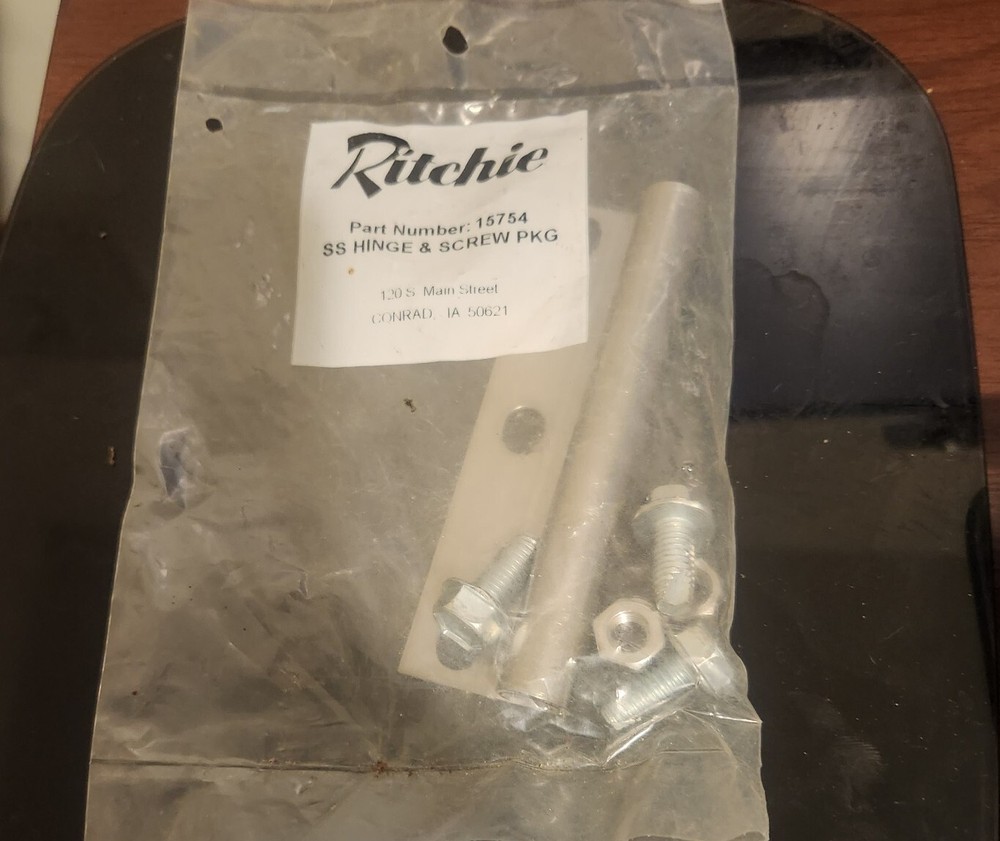 Ritchie
Part Number: 15754
SS HINGE & SCREW PKG
120 S. Main Street
CONRAD, IA 50621